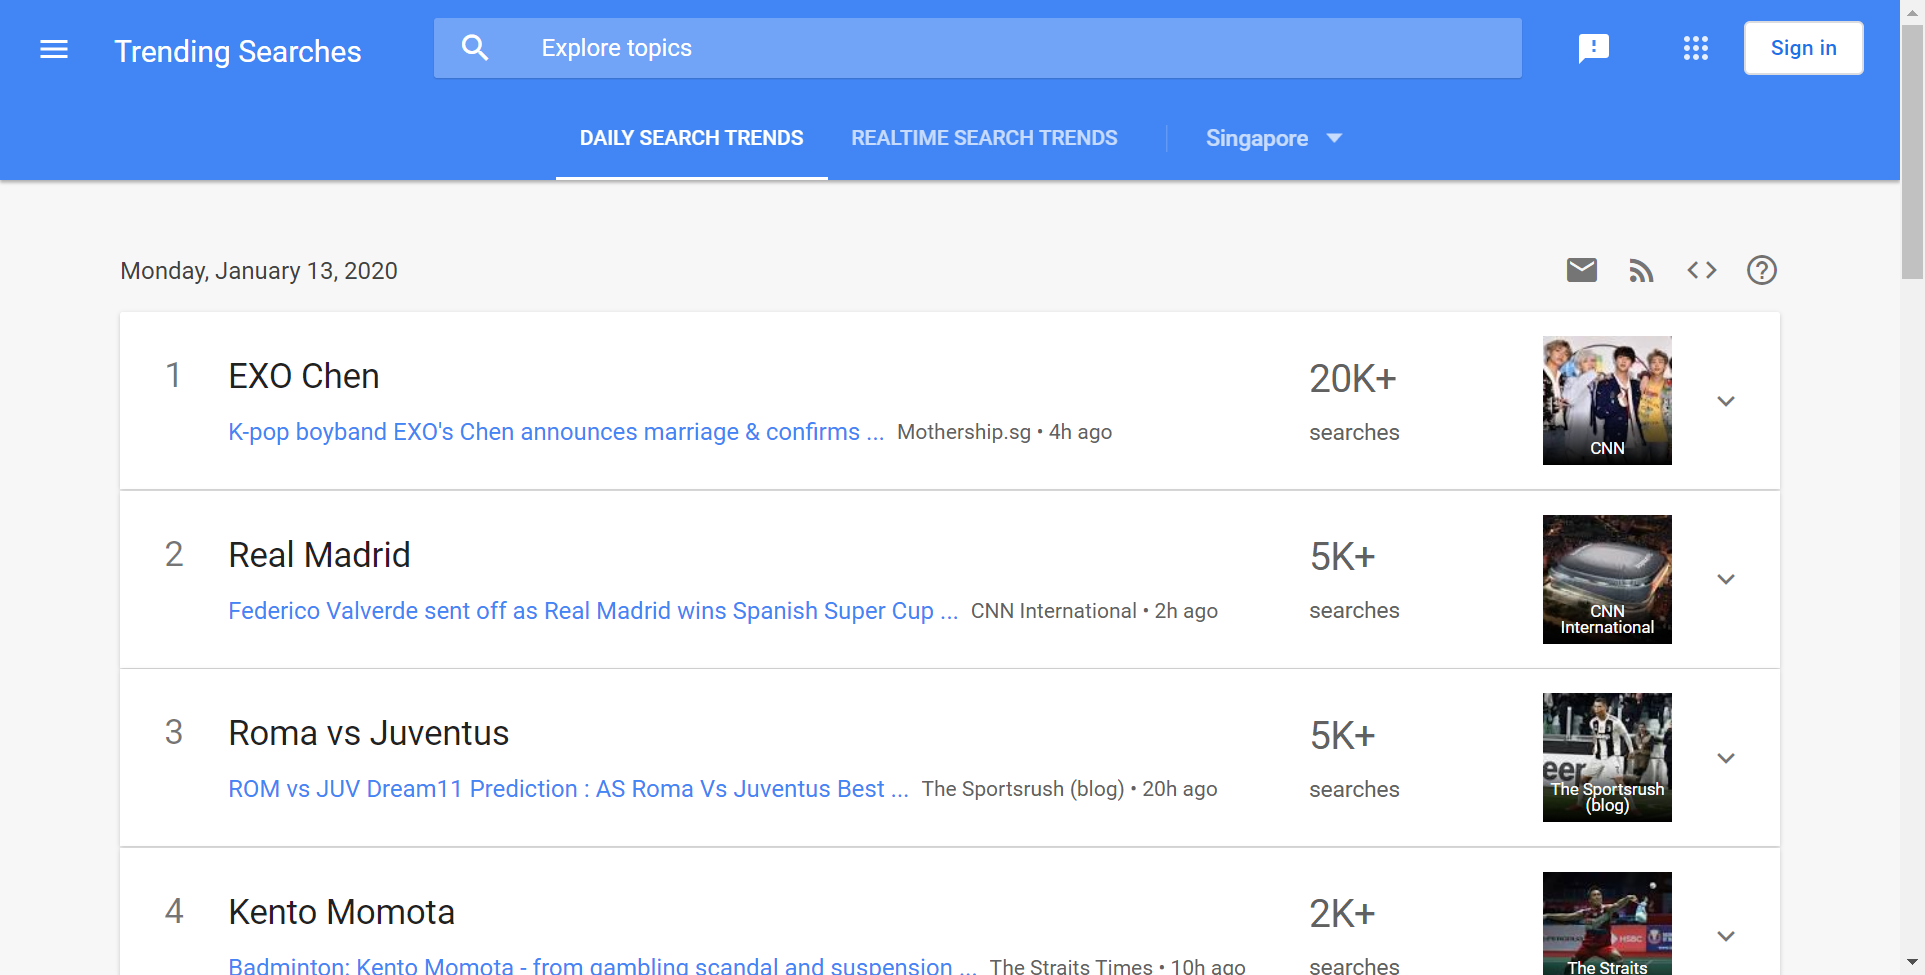 Trending Searches
Explore topics
Sign in
DAILY SEARCH TRENDS
REALTIME SEARCH TRENDS
Singapore
Monday, January 13, 2020
1
EXO Chen
K-pop boyband EXO's Chen announces marriage & confirms ... Mothership.sg • 4h ago
20K+
searches
CNN
2
Real Madrid
Federico Valverde sent off as Real Madrid wins Spanish Super Cup ... CNN International • 2h ago
5K+
searches
CNN
International
3
Roma vs Juventus
ROM vs JUV Dream11 Prediction : AS Roma Vs Juventus Best ... The Sportsrush (blog) • 20h ago
5K+
searches
eer
The Sportsrush
(blog)
4
Kento Momota
Badminton: Kento Momota - from gambling scandal and suspension ... The Straits Times • 10h ago
2K+
searches
HSBC
The Straits